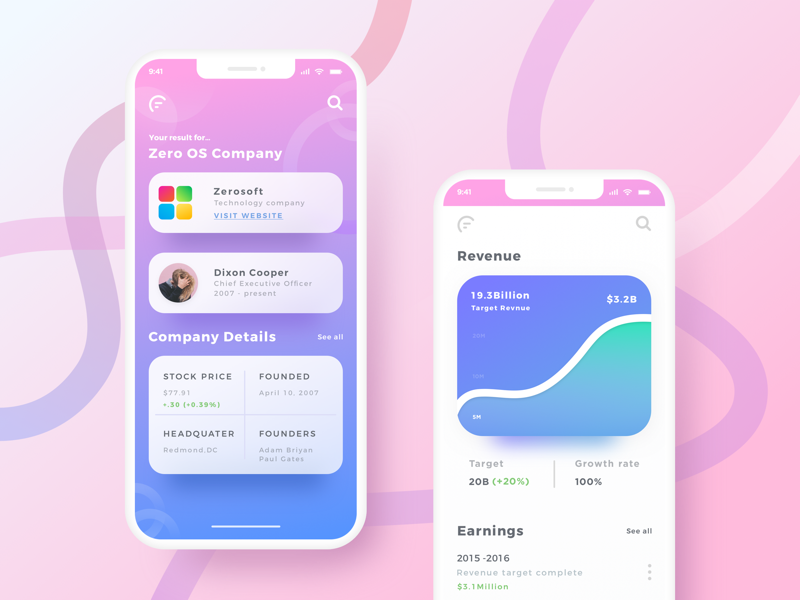 9:41
Your result for..
Zero OS Company
Zerosoft
Technology.company
VISIT WEBSITE
Dixon Cooper
Chief Executive Officer
2007 - present
Company Details
See all
STOCK PRICE
$77.91
+.30 (+0.39%)
FOUNDED
April 10, 2007
HEADQUATER
Redmond,DC
FOUNDERS
Adam Briyan
Paul Gates
9:41
Revenue
19.3Billion
Target Revnue
$3.2B
5M
Target
20B (+20%)
Growth rate
100%
Earnings
See all
2015 -2016
Revenue target complete
$3.1Million